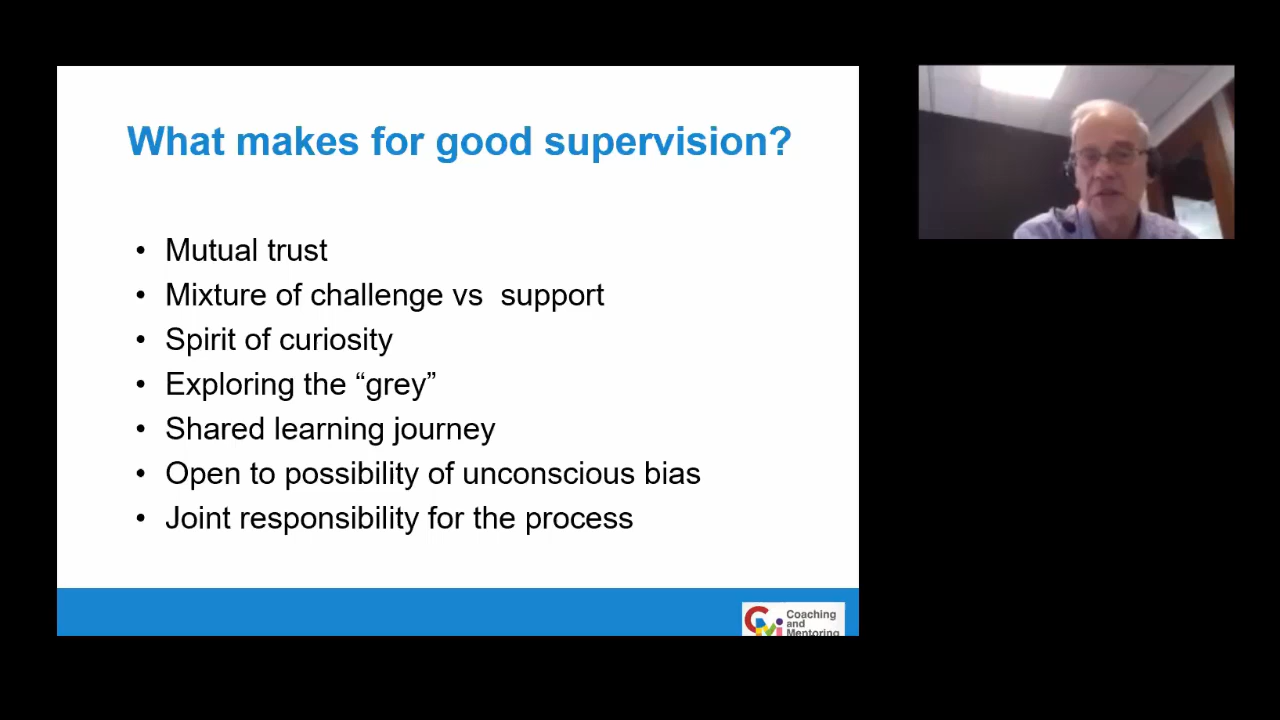 What makes for good supervision?
• Mutual trust
• Mixture of challenge vs  support
• Spirit of curiosity
• Exploring the “grey”
• Shared learning journey
• Open to possibility of unconscious bias
• Joint responsibility for the process
Coaching
and
Mentoring